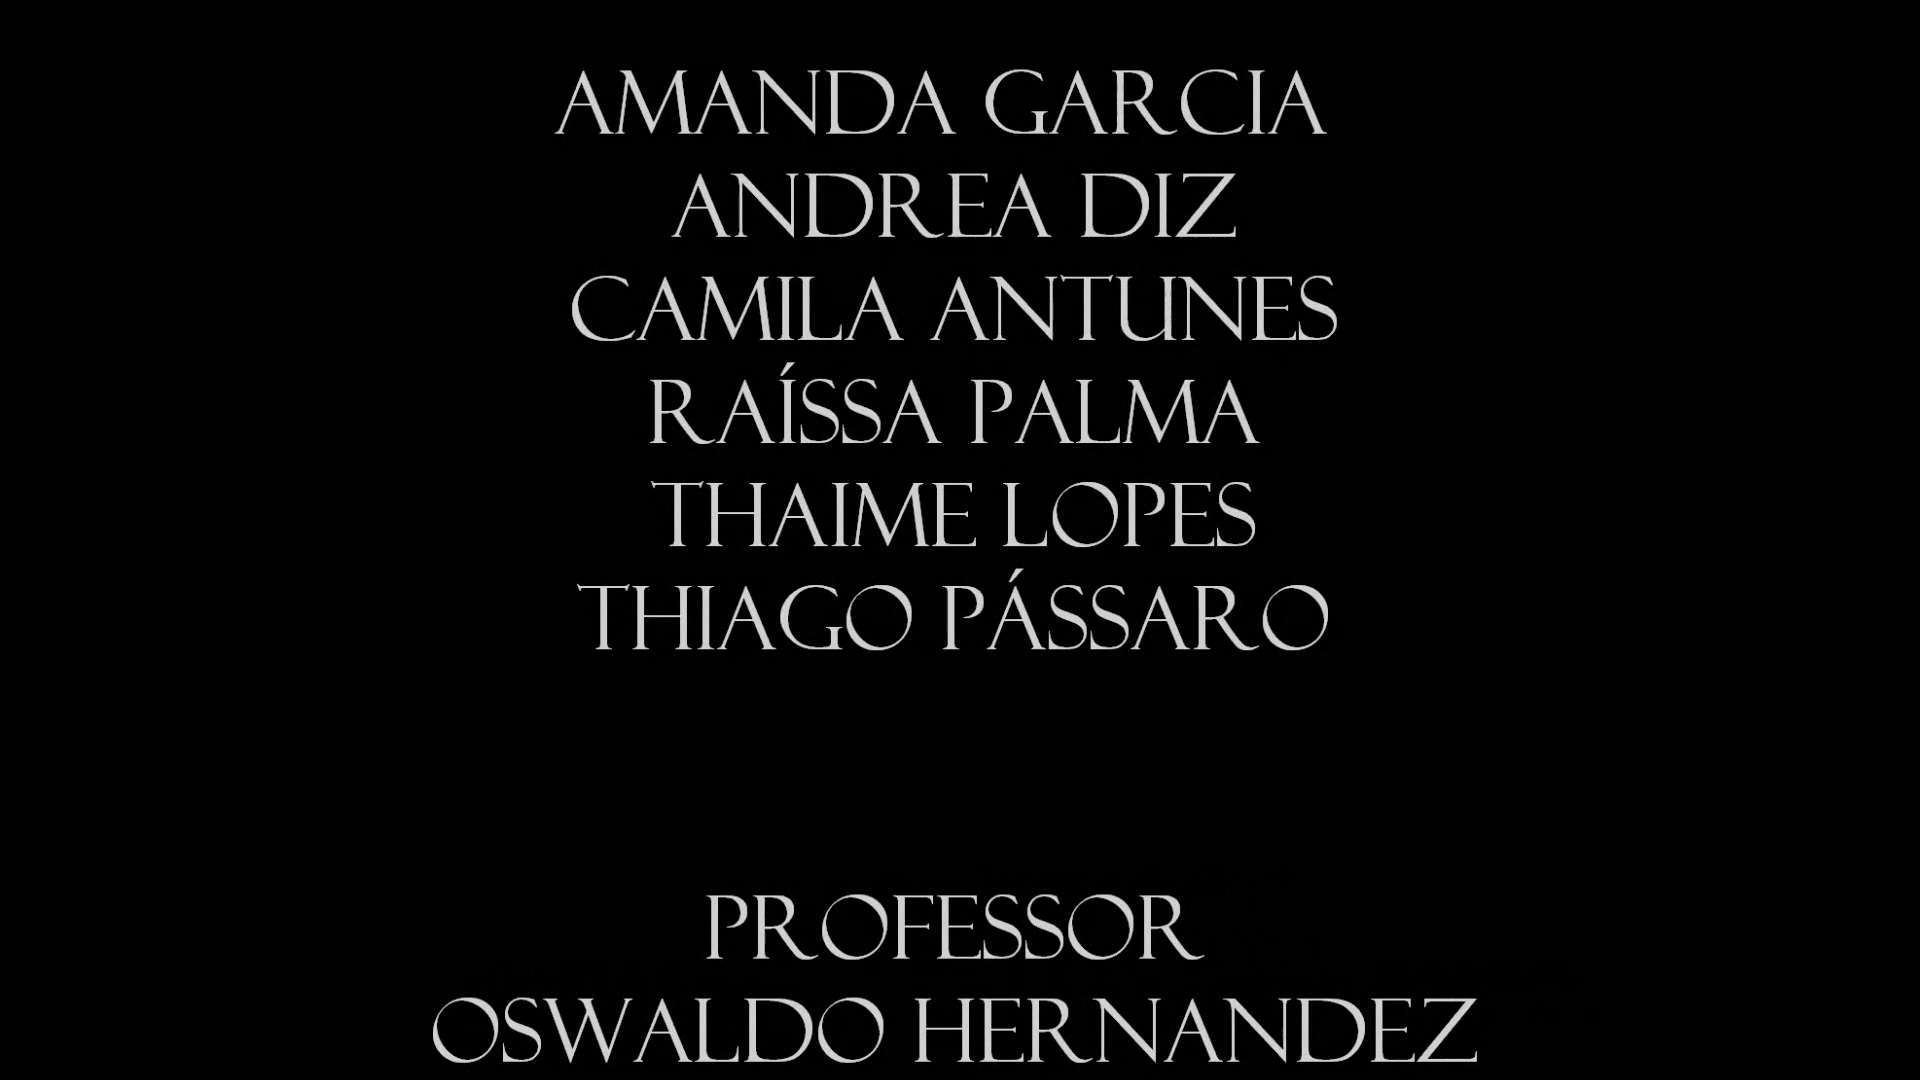 AMANDA GARCIA
ANDREA DIZ
CAMILA ANTUNES
RAÍSSA PALMA
THAIME LOPES
THIAGO PÁSSARO
PROFESSOR
OSWALDO HERNANDEZ